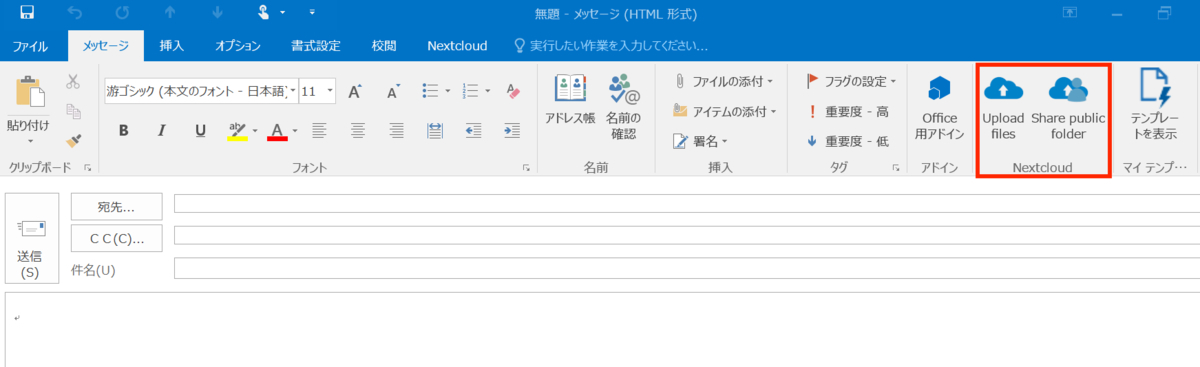 無題 - メッセージ (HTML 形式)
ファイル メッセージ 挿入 オプション 書式設定 校閲 Nextcloud 実行したい作業を入力してください...
貼り付け
クリップボード
游ゴシック (本文のフォント - 日本語) 11
B I U ab A
フォント
アドレス帳
名前の
確認
名前
ファイルの添付
アイテムの添付
署名
挿入
フラグの設定
重要度 - 高
重要度 - 低
タグ
Office
用アドイン
アドイン
Upload
files
Share public
folder
Nextcloud
テンプレー
トを表示
マイ テンプ…
送信
(S)
宛先...
C C(C)...
件名(U)